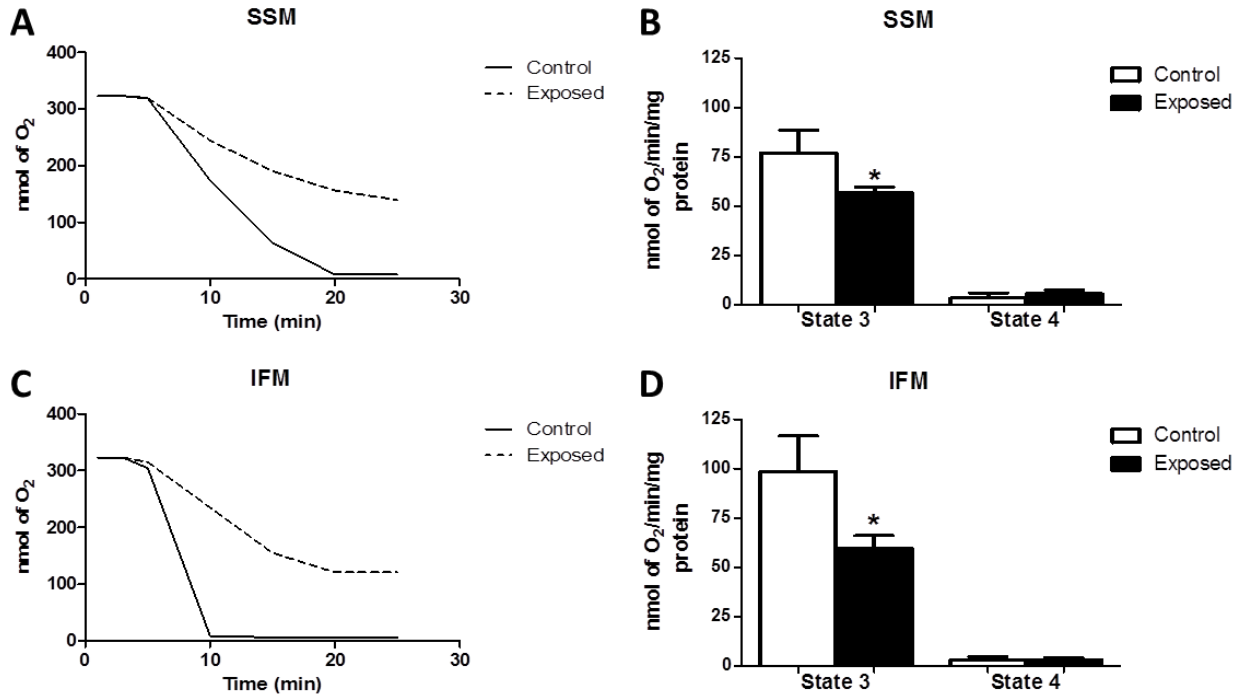 A
SSM
nmol of O2
400
300
200
100
0
0 10 20 30
Time (min)
Control
Exposed
B
SSM
nmol of O2/min/mg
protein
125
100
75
50
25
0
*
State 3 State 4
Control
Exposed
C
IFM
nmol of O2
400
300
200
100
0
0 10 20 30
Time (min)
Control
Exposed
D
IFM
nmol of O2/min/mg
protein
125
100
75
50
25
0
*
State 3 State 4
Control
Exposed